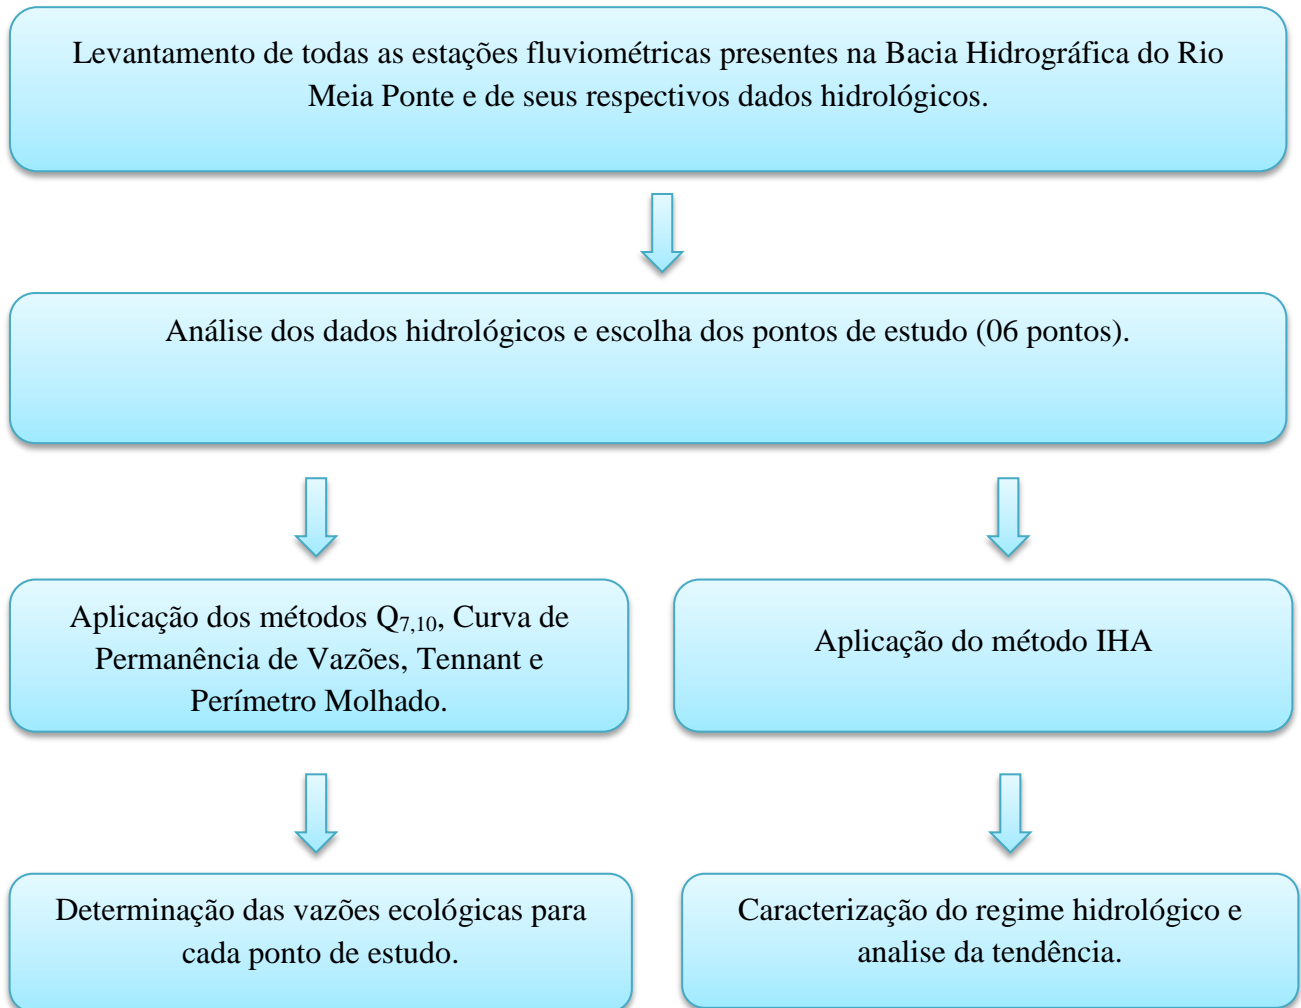 Levantamento de todas as estações fluviométricas presentes na Bacia Hidrográfica do Rio
Meia Ponte e de seus respectivos dados hidrológicos.
Análise dos dados hidrológicos e escolha dos pontos de estudo (06 pontos).
Aplicação dos métodos Q7,10, Curva de
Permanência de Vazões, Tennant e
Perímetro Molhado.
Aplicação do método IHA
Determinação das vazões ecológicas para
cada ponto de estudo.
Caracterização do regime hidrológico e
analise da tendência.